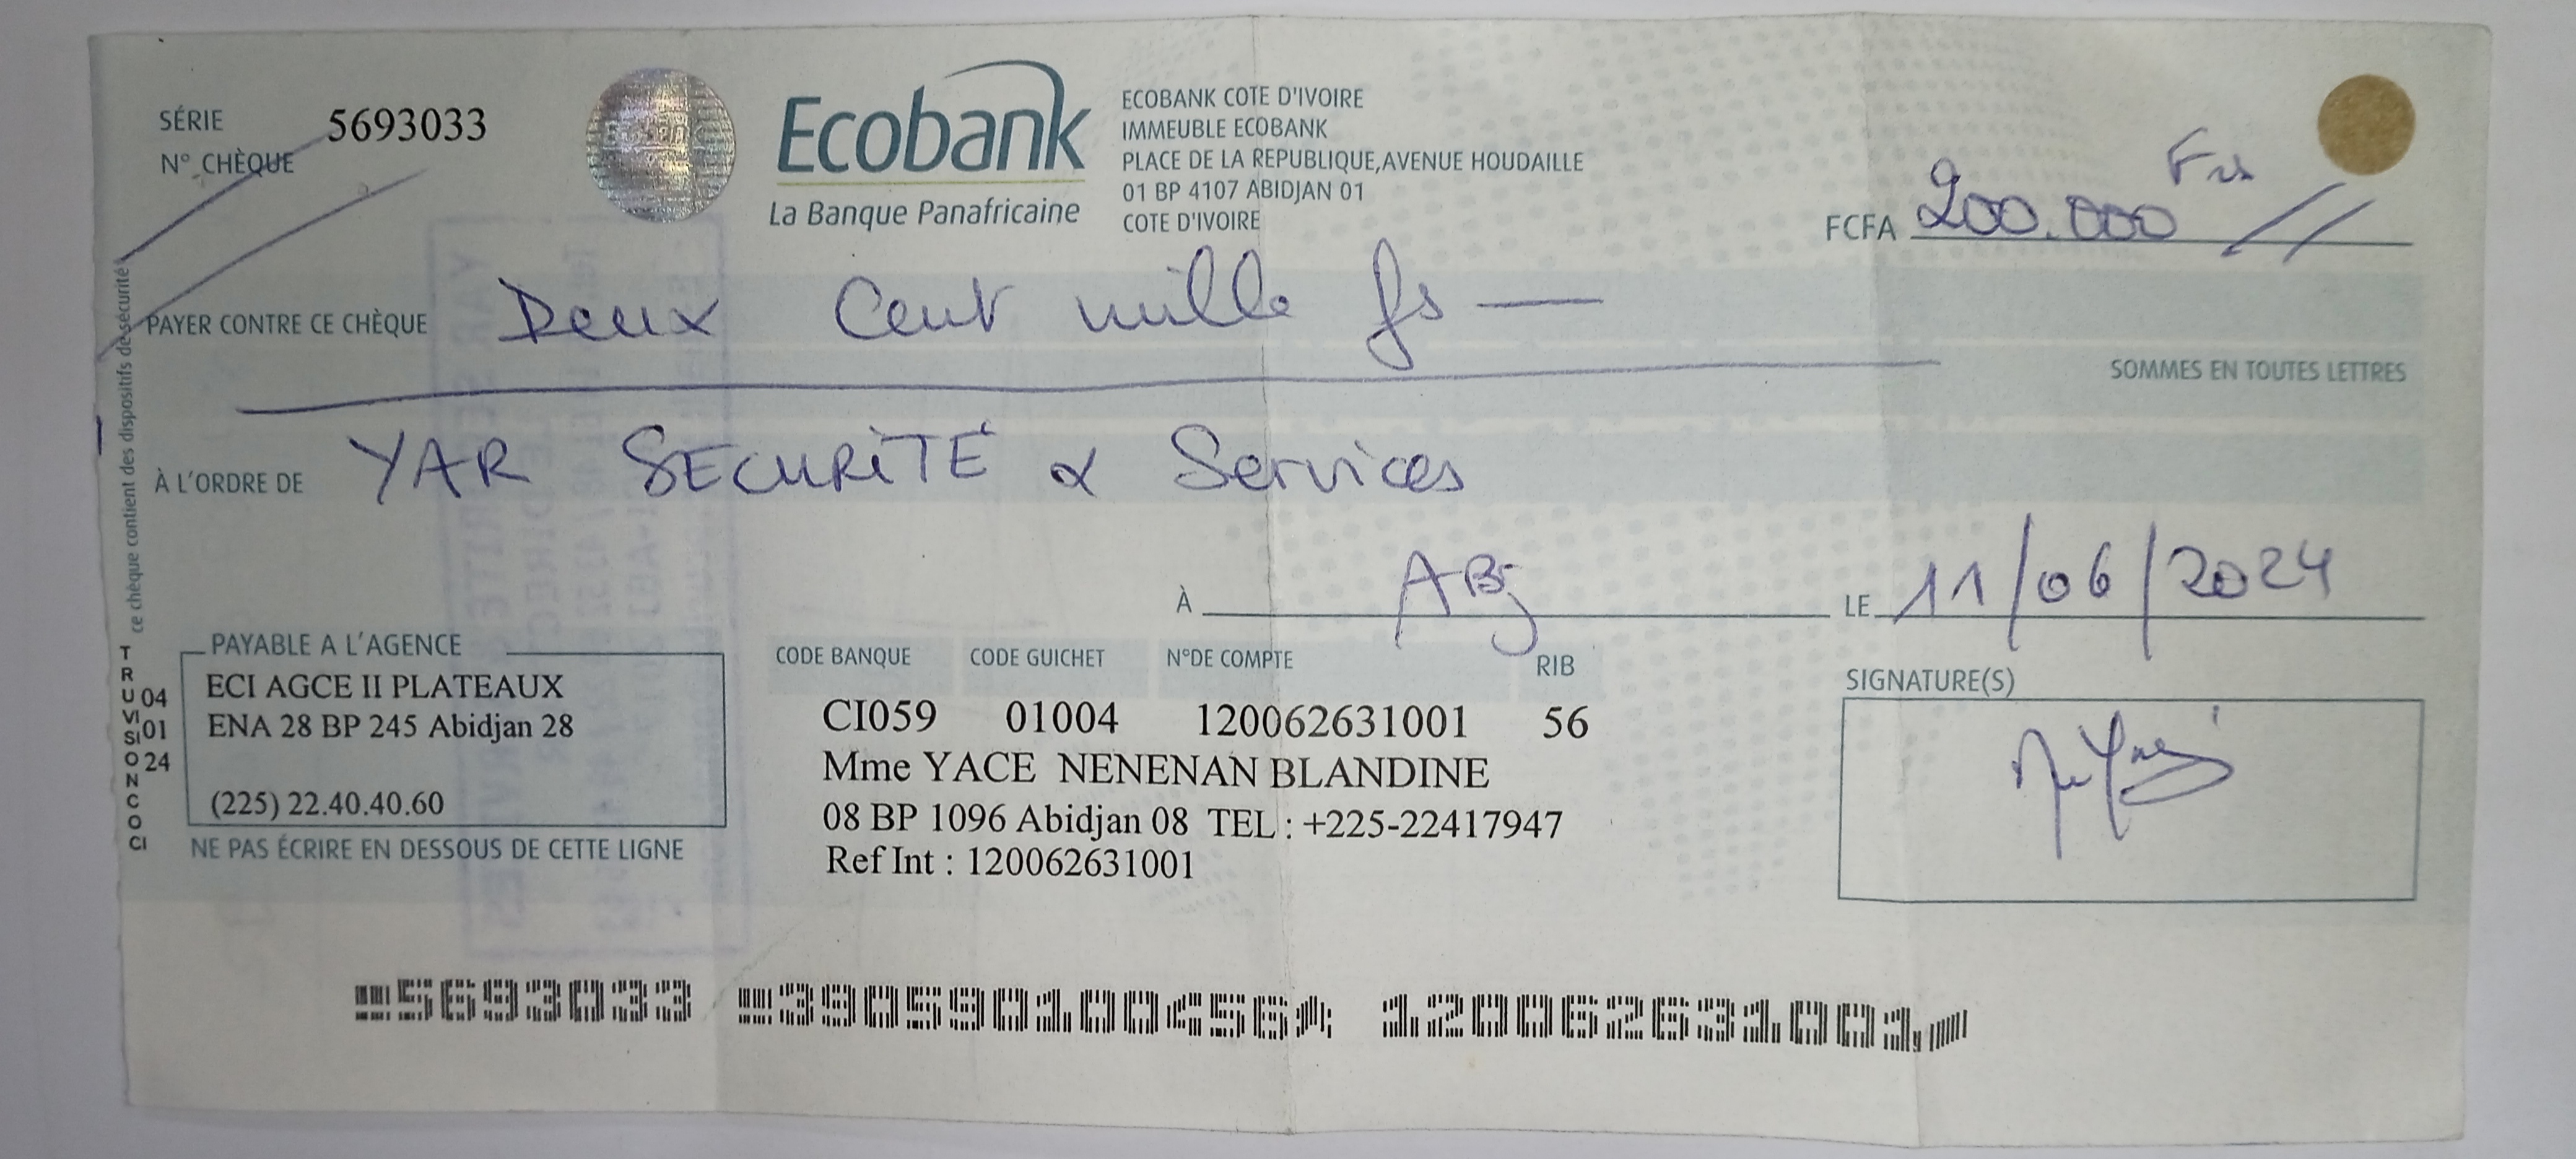 SÉRIE 5693033
N° CHÈQUE
Ecobank
La Banque Panafricaine
ECOBANK COTE D'IVOIRE
IMMEUBLE ECOBANK
PLACE DE LA REPUBLIQUE,AVENUE HOUDAILLE
01 BP 4107 ABIDJAN 01
COTE D'IVOIRE
FCFA 200.000 Frs
PAYER CONTRE CE CHÈQUE Deux Cent mille fs —
SOMMES EN TOUTES LETTRES
À L'ORDRE DE YAR SECURITÉ & Services
À ABj LE 11/06/2024
ce chèque contient des dispositifs de sécurité
TRUVISIONCOCI
04
01
24
PAYABLE A L'AGENCE
ECI AGCE II PLATEAUX
ENA 28 BP 245 Abidjan 28
(225) 22.40.40.60
NE PAS ÉCRIRE EN DESSOUS DE CETTE LIGNE
CODE BANQUE CODE GUICHET N°DE COMPTE RIB
CI059 01004 120062631001 56
Mme YACE NENENAN BLANDINE
08 BP 1096 Abidjan 08 TEL : +225-22417947
Ref Int : 120062631001
SIGNATURE(S)
5693033 390590100456 120062631001